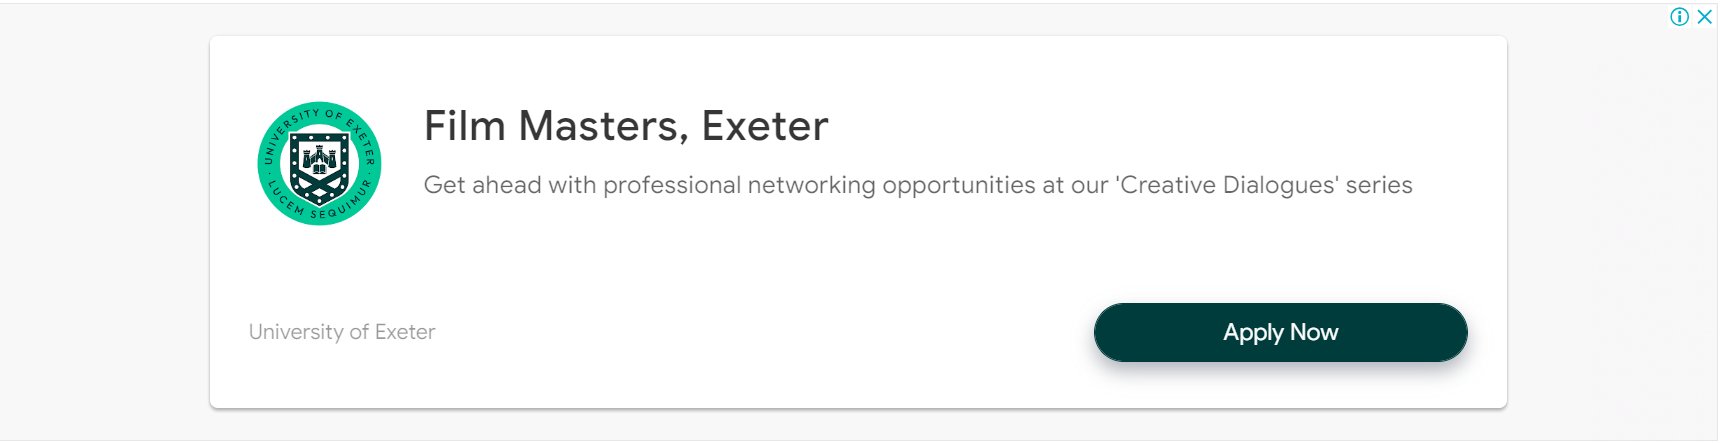 UNIVERSITY OF EXETER
LUCEM SEQUIMUR
Film Masters, Exeter
Get ahead with professional networking opportunities at our 'Creative Dialogues' series
University of Exeter
Apply Now